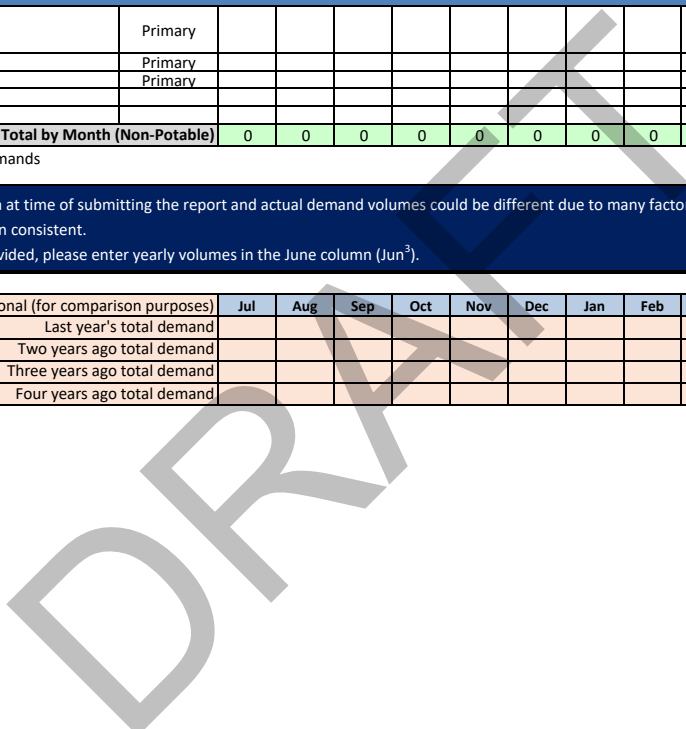 Primary
Primary
Primary
Total by Month (Non-Potable) 0 0 0 0 0 0 0 0
mands
at time of submitting the report and actual demand volumes could be different due to many facto
n consistent.
vided, please enter yearly volumes in the June column (Jun³).
onal (for comparison purposes) Jul Aug Sep Oct Nov Dec Jan Feb
Last year's total demand
Two years ago total demand
Three years ago total demand
Four years ago total demand
DRAFT